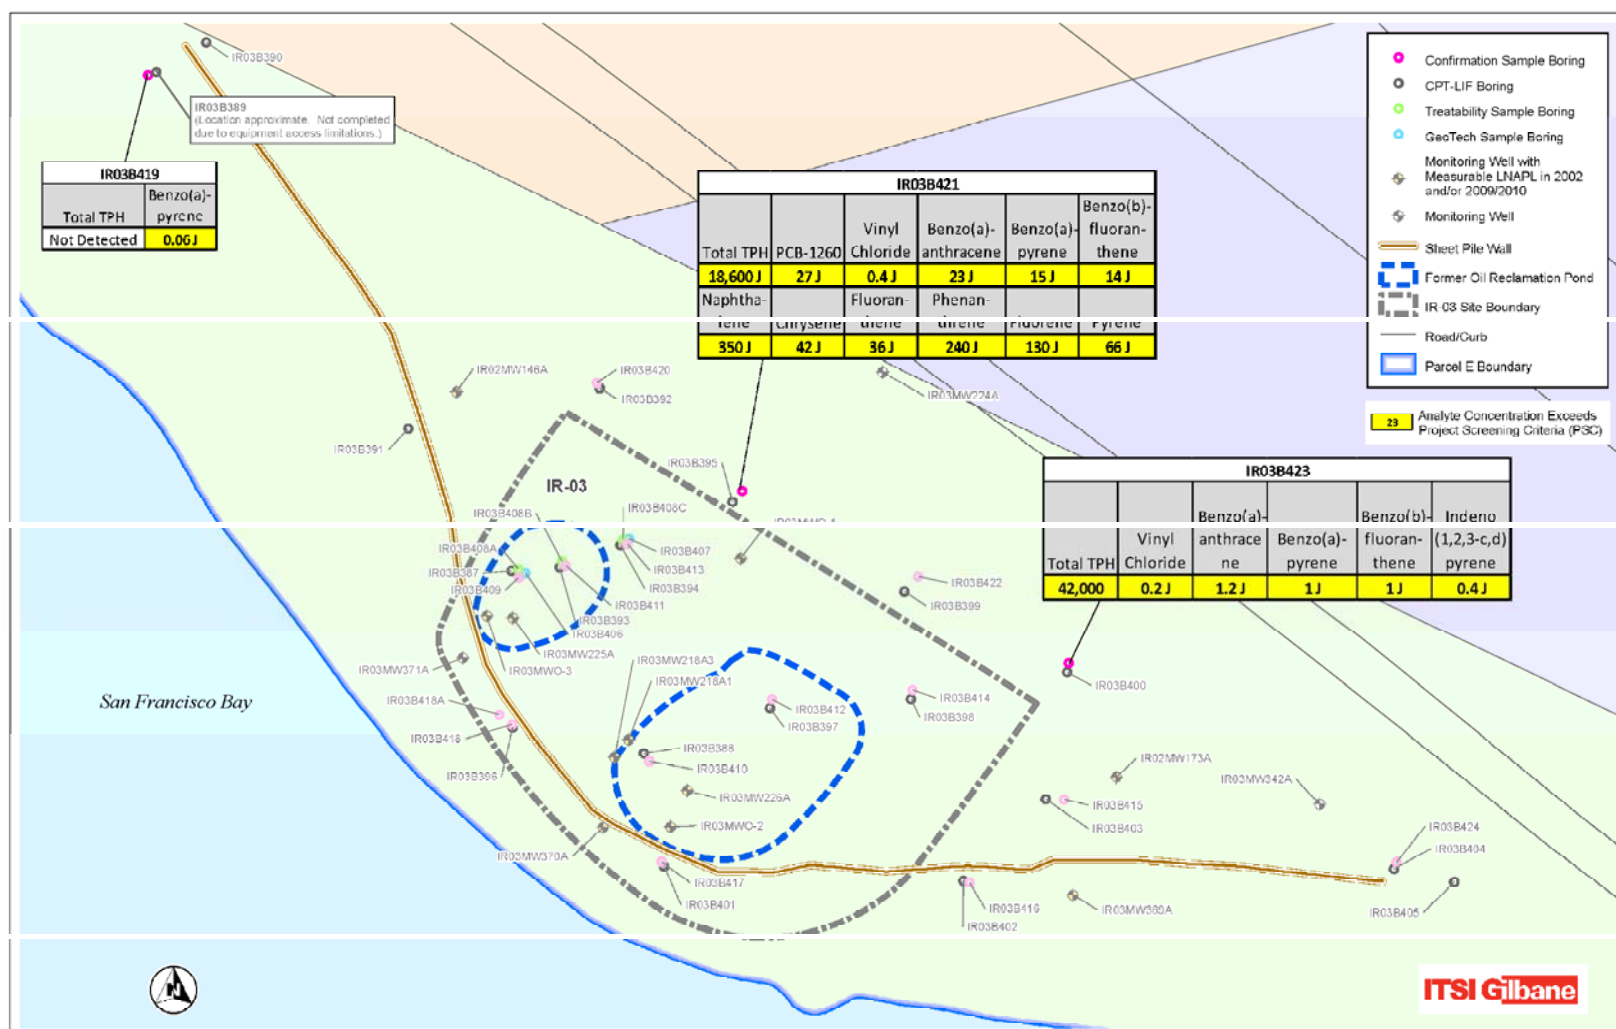 IR03B390
IR03B389
(Location approximate. Not completed
due to equipment access limitations.)
IR03B419
Total TPH
Benzo(a)-
pyrene
Not Detected
0.06 J
IR03B421
Total TPH
PCB-1260
Vinyl
Chloride
Benzo(a)-
anthracene
Benzo(a)-
pyrene
Benzo(b)-
fluoran-
thene
18,600 J
27 J
0.4 J
23 J
15 J
14 J
Naphtha-
lene
Chrysene
Fluoran-
thene
Phenan-
threne
Fluorene
Pyrene
350 J
42 J
36 J
240 J
130 J
66 J
Confirmation Sample Boring
CPT-LIF Boring
Treatability Sample Boring
GeoTech Sample Boring
Monitoring Well with
Measurable LNAPL in 2002
and/or 2009/2010
Monitoring Well
Sheet Pile Wall
Former Oil Reclamation Pond
IR-03 Site Boundary
Road/Curb
Parcel E Boundary
23
Analyte Concentration Exceeds
Project Screening Criteria (PSC)
IR02MW146A
IR03B420
IR03B392
IR03MW224A
IR03B391
IR03B395
IR-03
IR03B423
Total TPH
Vinyl
Chloride
Benzo(a)-
anthrace
ne
Benzo(a)-
pyrene
Benzo(b)-
fluoran-
thene
Indeno
(1,2,3-c,d)
pyrene
42,000
0.2 J
1.2 J
1 J
1 J
0.4 J
IR03B408B
IR03B408C
IR03B408A
IR03B407
IR03B387
IR03B413
IR03B409
IR03B394
IR03B422
IR03B399
IR03B411
IR03B393
IR03B406
IR03MW225A
IR03MWO-3
IR03MW371A
IR03MW218A3
IR03MW218A1
IR03B400
San Francisco Bay
IR03B418A
IR03B412
IR03B414
IR03B398
IR03B397
IR03B418
IR03B388
IR03B396
IR03B410
IR02MW173A
IR03MW342A
IR03MW226A
IR03B415
IR03MWO-2
IR03B403
IR03B424
IR03B404
IR03MW370A
IR03B417
IR03B401
IR03B416
IR03MW369A
IR03B405
IR03B402
N
ITSI Gilbane